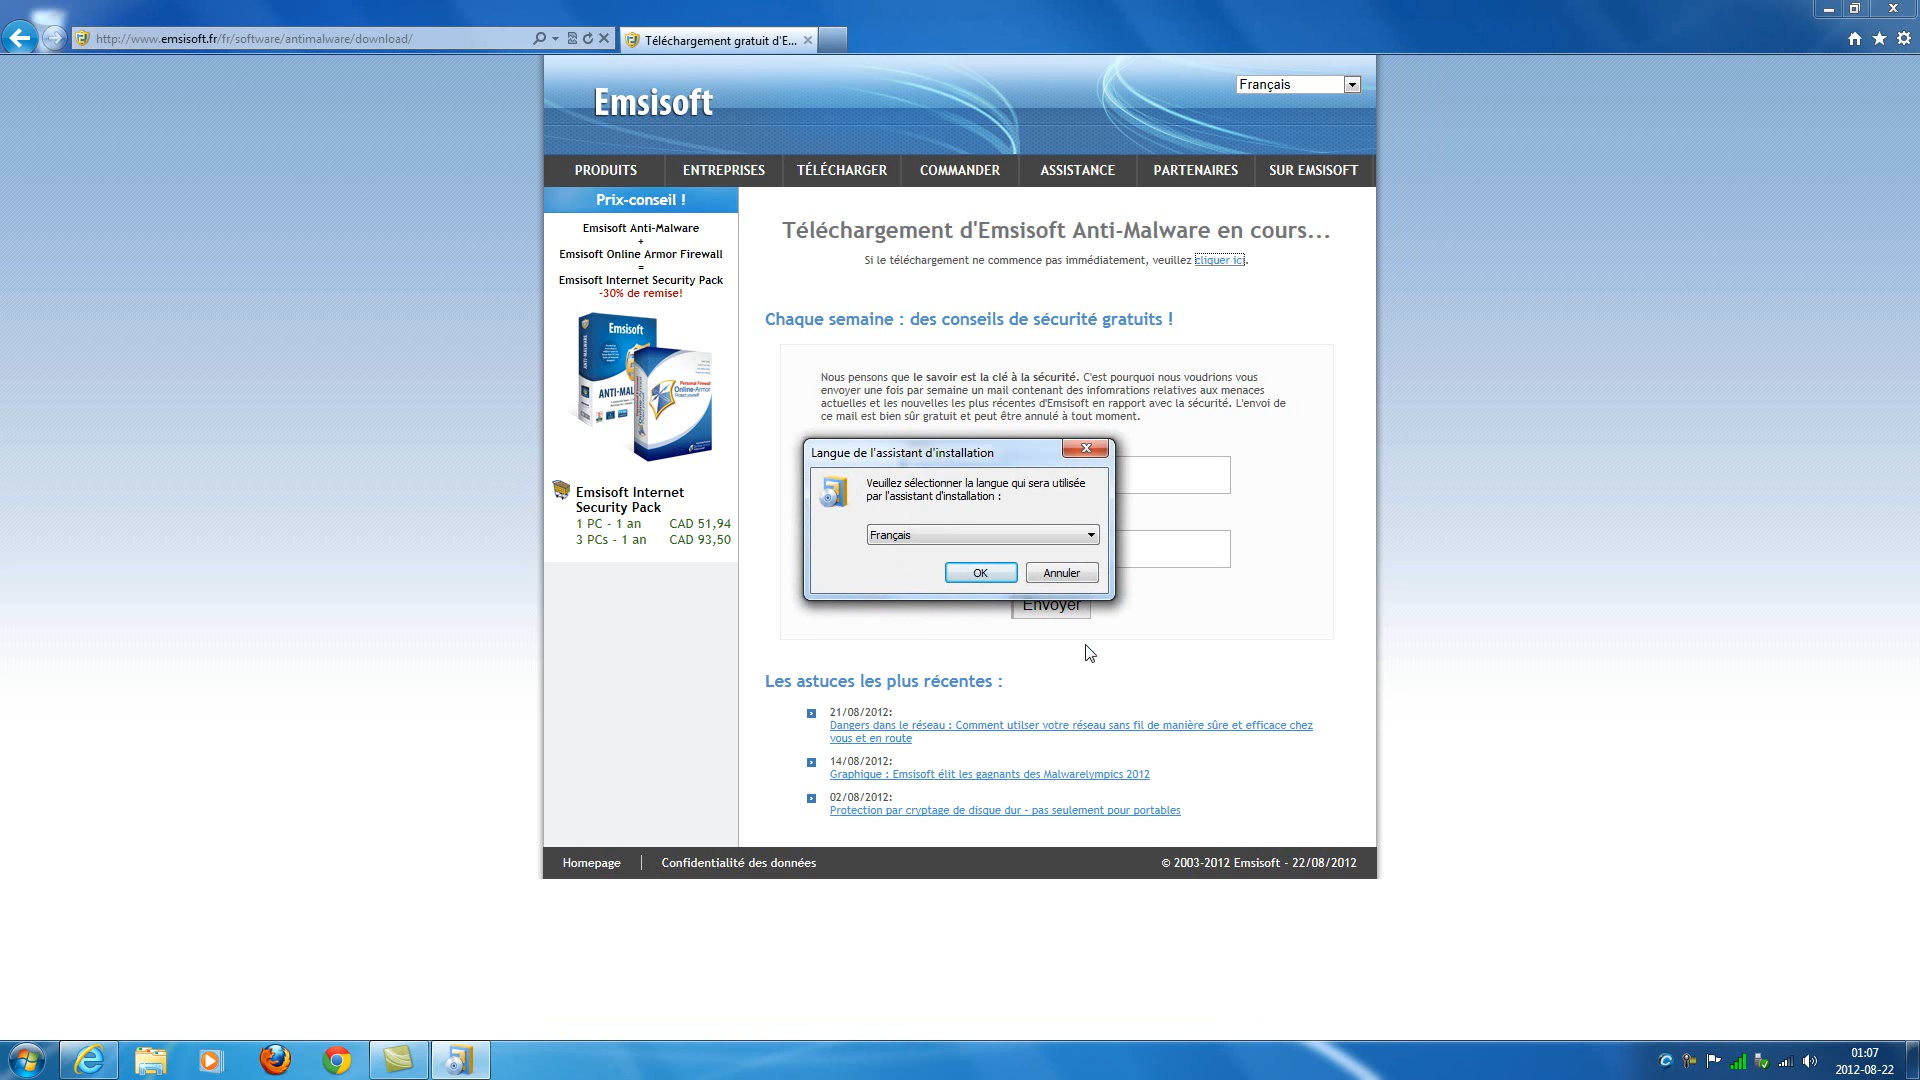 http://www.emsisoft.fr/fr/software/antimalware/download/
Téléchargement gratuit d'E...
Emsisoft
Français
PRODUITS
ENTREPRISES
TÉLÉCHARGER
COMMANDER
ASSISTANCE
PARTENAIRES
SUR EMSISOFT
Prix-conseil !
Emsisoft Anti-Malware
+
Emsisoft Online Armor Firewall
=
Emsisoft Internet Security Pack
-30% de remise!
Emsisoft
ANTI-MAL
Personal Firewall
Online-Armor
Emsisoft Internet
Security Pack
1 PC - 1 an CAD 51,94
3 PCs - 1 an CAD 93,50
Téléchargement d'Emsisoft Anti-Malware en cours...
Si le téléchargement ne commence pas immédiatement, veuillez cliquer ici.
Chaque semaine : des conseils de sécurité gratuits !
Nous pensons que le savoir est la clé à la sécurité. C'est pourquoi nous voudrions vous
envoyer une fois par semaine un mail contenant des infomrations relatives aux menaces
actuelles et les nouvelles les plus récentes d'Emsisoft en rapport avec la sécurité. L'envoi de
ce mail est bien sûr gratuit et peut être annulé à tout moment.
Langue de l'assistant d'installation
Veuillez sélectionner la langue qui sera utilisée
par l'assistant d'installation :
Français
OK
Annuler
Envoyer
Les astuces les plus récentes :
21/08/2012:
Dangers dans le réseau : Comment utilser votre réseau sans fil de manière sûre et efficace chez
vous et en route
14/08/2012:
Graphique : Emsisoft élit les gagnants des Malwarelympics 2012
02/08/2012:
Protection par cryptage de disque dur - pas seulement pour portables
Homepage
Confidentialité des données
© 2003-2012 Emsisoft - 22/08/2012
01:07
2012-08-22